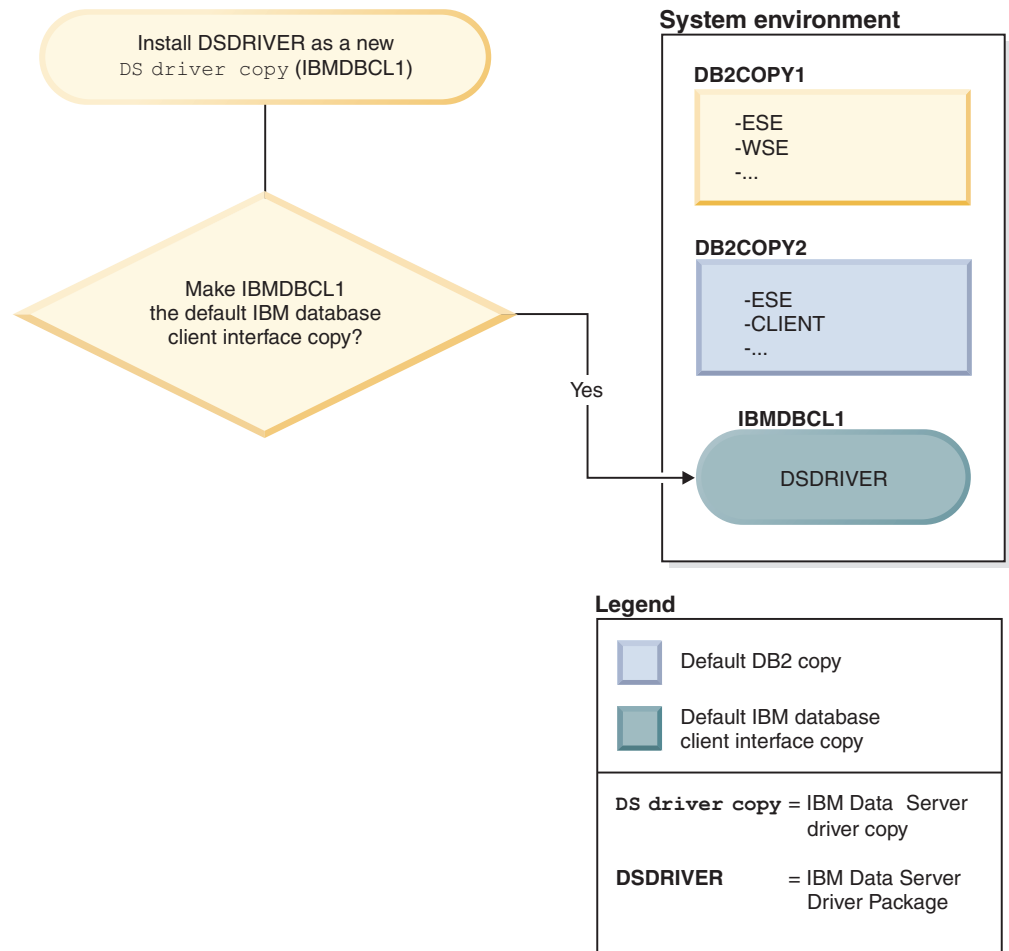 Install DSDRIVER as a new
DS driver copy (IBMDBCL1)
Make IBMDBCL1
the default IBM database
client interface copy?
Yes
System environment
DB2COPY1
-ESE
-WSE
-...
DB2COPY2
-ESE
-CLIENT
-...
IBMDBCL1
DSDRIVER
Legend
Default DB2 copy
Default IBM database
client interface copy
DS driver copy = IBM Data Server
driver copy
DSDRIVER = IBM Data Server
Driver Package